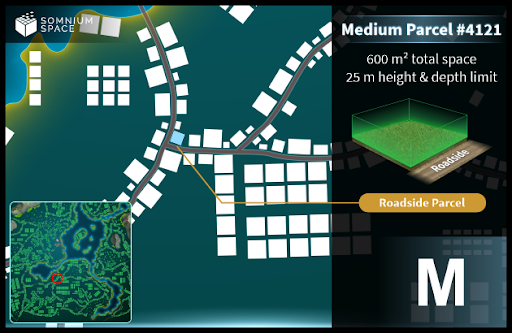 SOMNIUM
SPACE
Medium Parcel #4121
600 m² total space
25 m height & depth limit
Roadside
Roadside Parcel
M